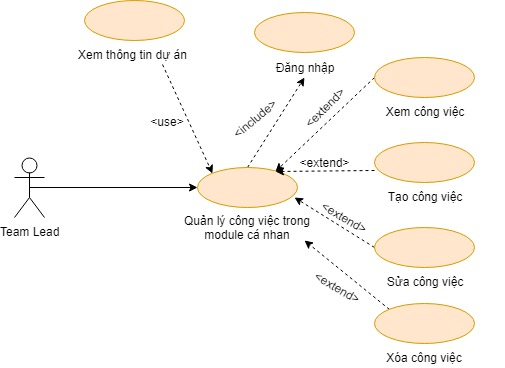 Xem thông tin dự án
Đăng nhập
<use>
<include>
<extend>
Xem công việc
<extend>
Tạo công việc
Team Lead
Quản lý công việc trong
module cá nhan
<extend>
Sửa công việc
<extend>
Xóa công việc